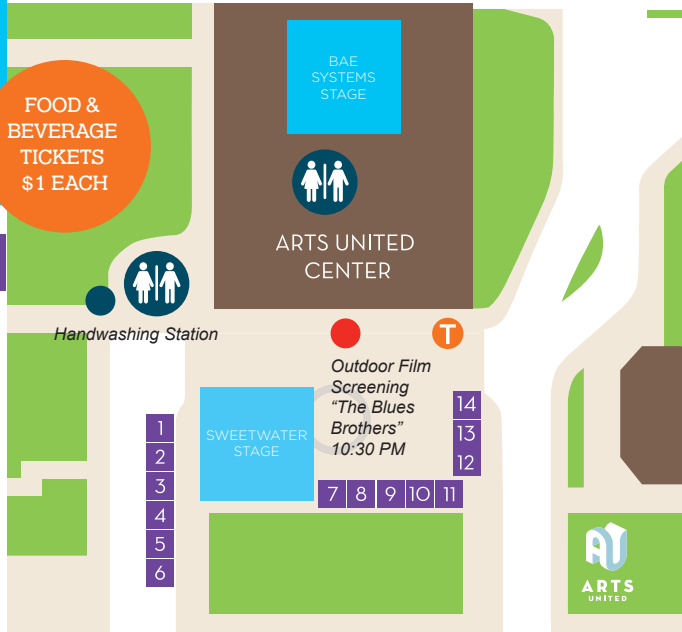 BAE
SYSTEMS
STAGE
FOOD &
BEVERAGE
TICKETS
$1 EACH
ARTS UNITED
CENTER
Handwashing Station
T
Outdoor Film
Screening
“The Blues
Brothers”
10:30 PM
SWEETWATER
STAGE
1
2
3
4
5
6
14
13
12
7 8 9 10 11
ARTS
UNITED